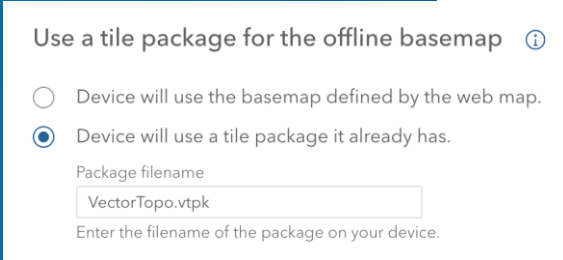 Use a tile package for the offline basemap
Device will use the basemap defined by the web map.
Device will use a tile package it already has.
Package filename
VectorTopo.vtpk
Enter the filename of the package on your device.